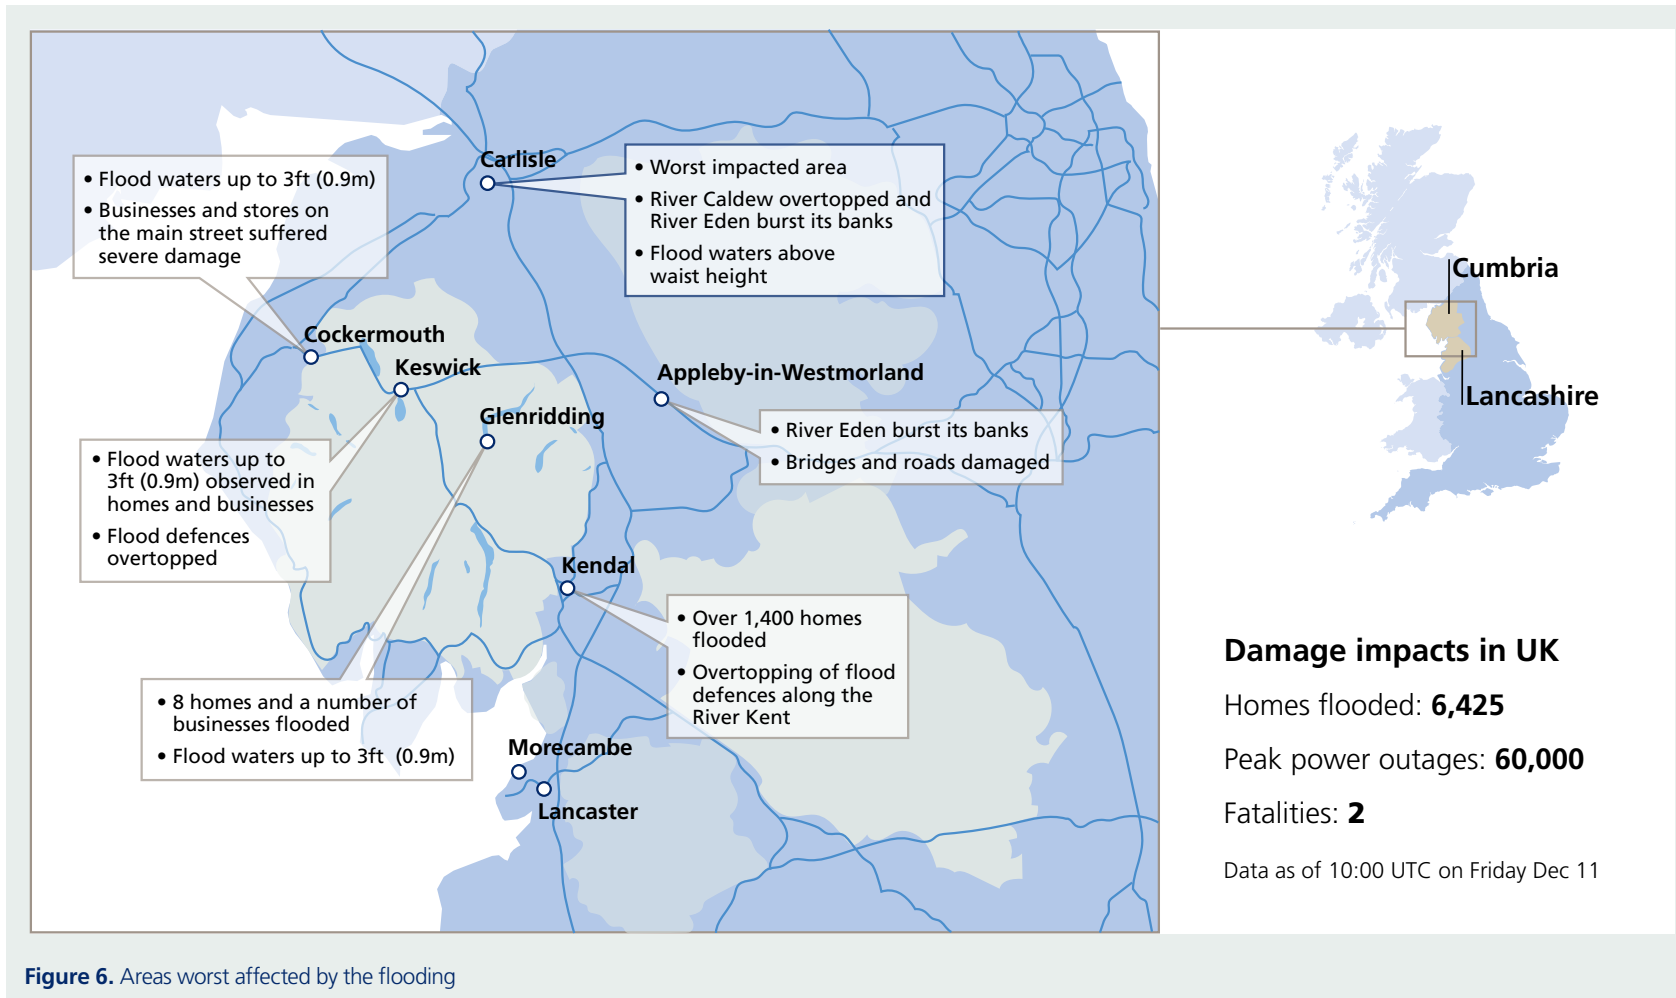 Carlisle
• Worst impacted area
• River Caldew overtopped and
River Eden burst its banks
• Flood waters above
waist height
• Flood waters up to 3ft (0.9m)
• Businesses and stores on
the main street suffered
severe damage
Cockermouth
Keswick
• Flood waters up to
3ft (0.9m) observed in
homes and businesses
• Flood defences
overtopped
Glenridding
• 8 homes and a number of
businesses flooded
• Flood waters up to 3ft (0.9m)
Appleby-in-Westmorland
• River Eden burst its banks
• Bridges and roads damaged
Kendal
• Over 1,400 homes
flooded
• Overtopping of flood
defences along the
River Kent
Morecambe
Lancaster
Cumbria
Lancashire
Damage impacts in UK
Homes flooded: 6,425
Peak power outages: 60,000
Fatalities: 2
Data as of 10:00 UTC on Friday Dec 11
Figure 6. Areas worst affected by the flooding